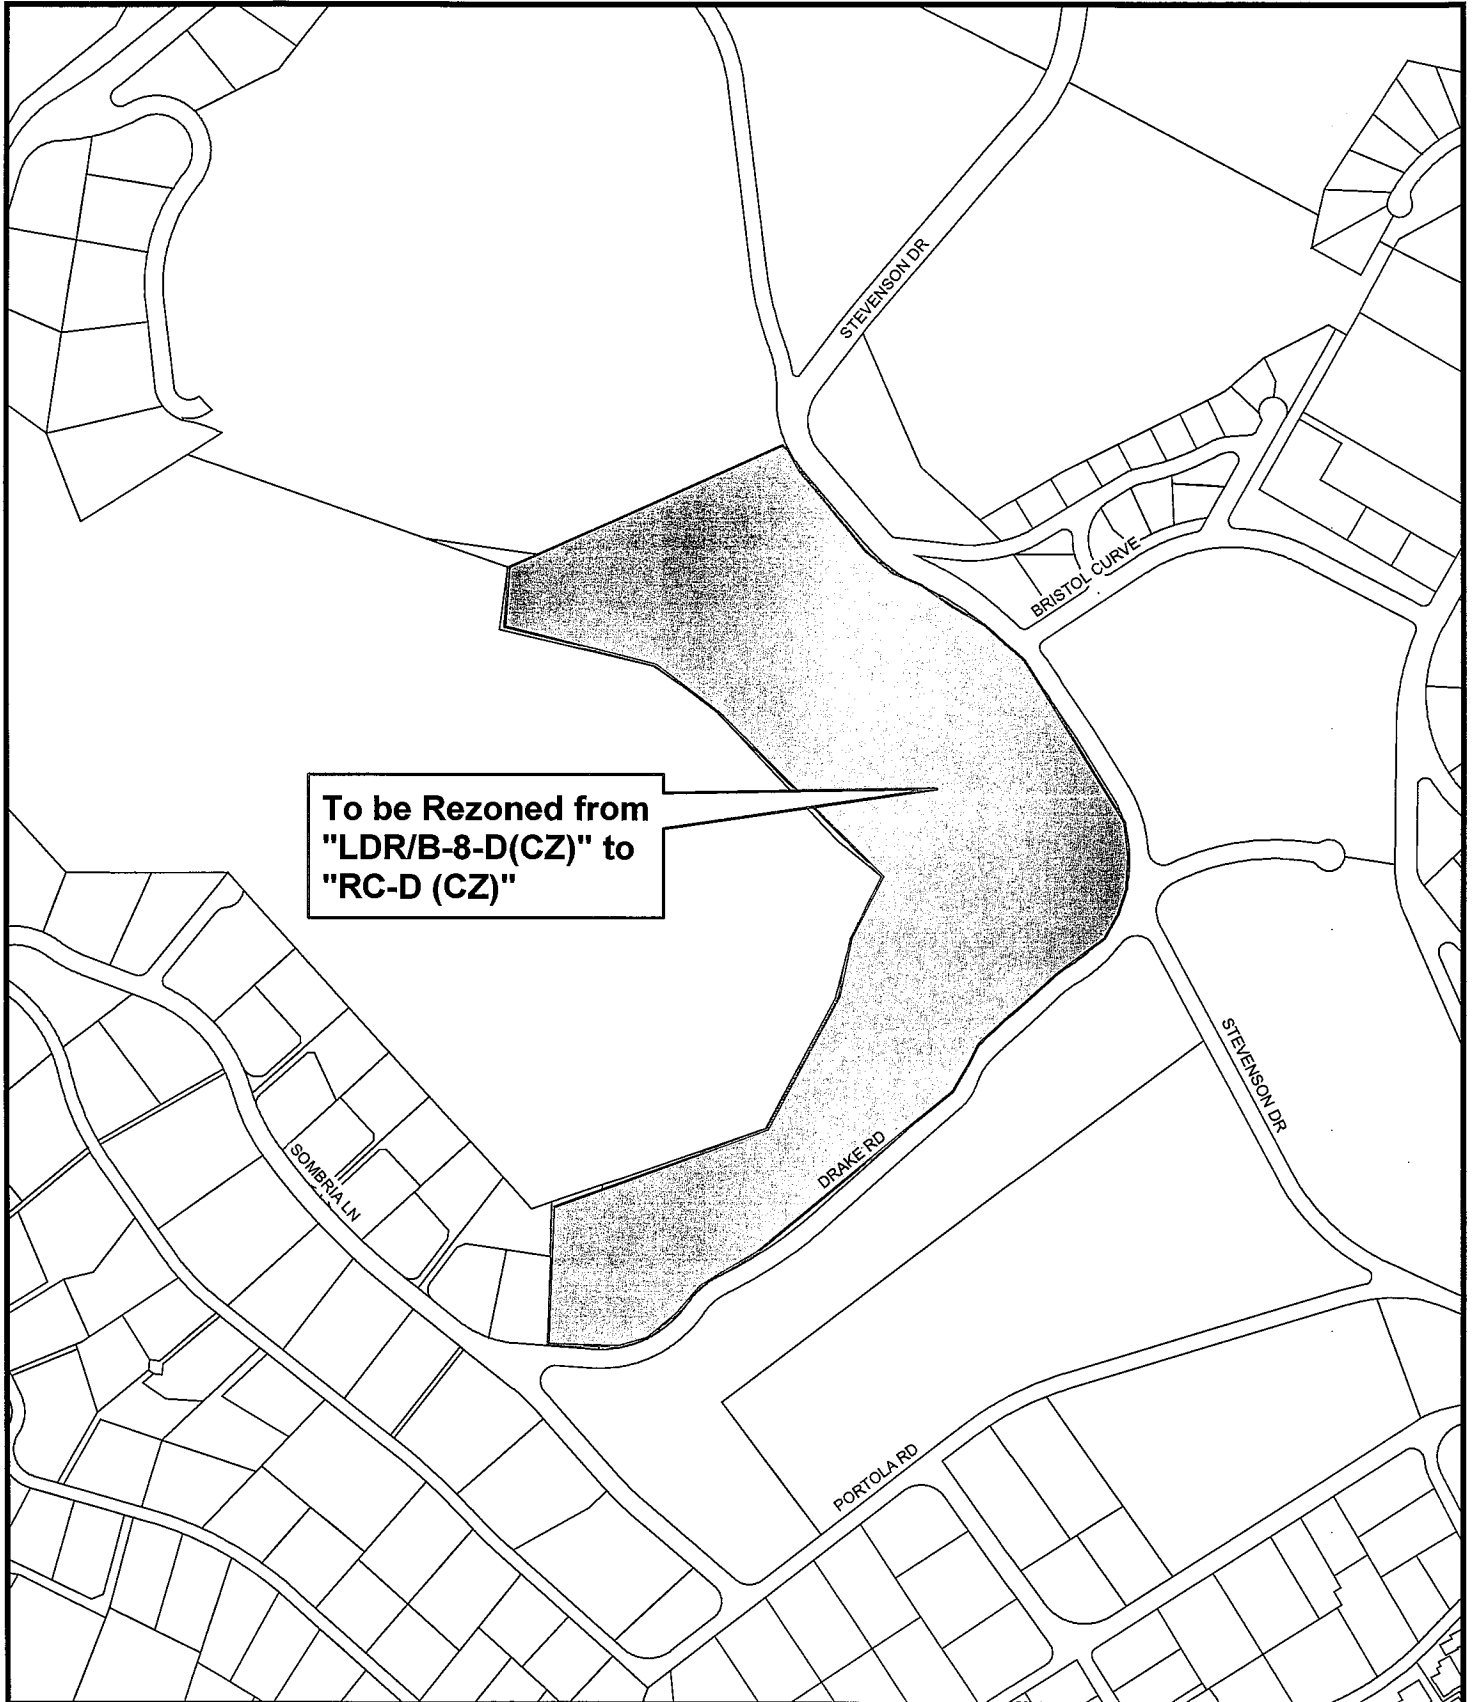 STEVENSON DR
BRISTOL CURVE
To be Rezoned from
"LDR/B-8-D(CZ)" to
"RC-D (CZ)"
STEVENSON DR
DRAKE RD
SOMBRIA LN
PORTOLA RD